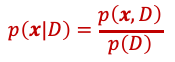 p(x|D) = p(x, D) / p(D)